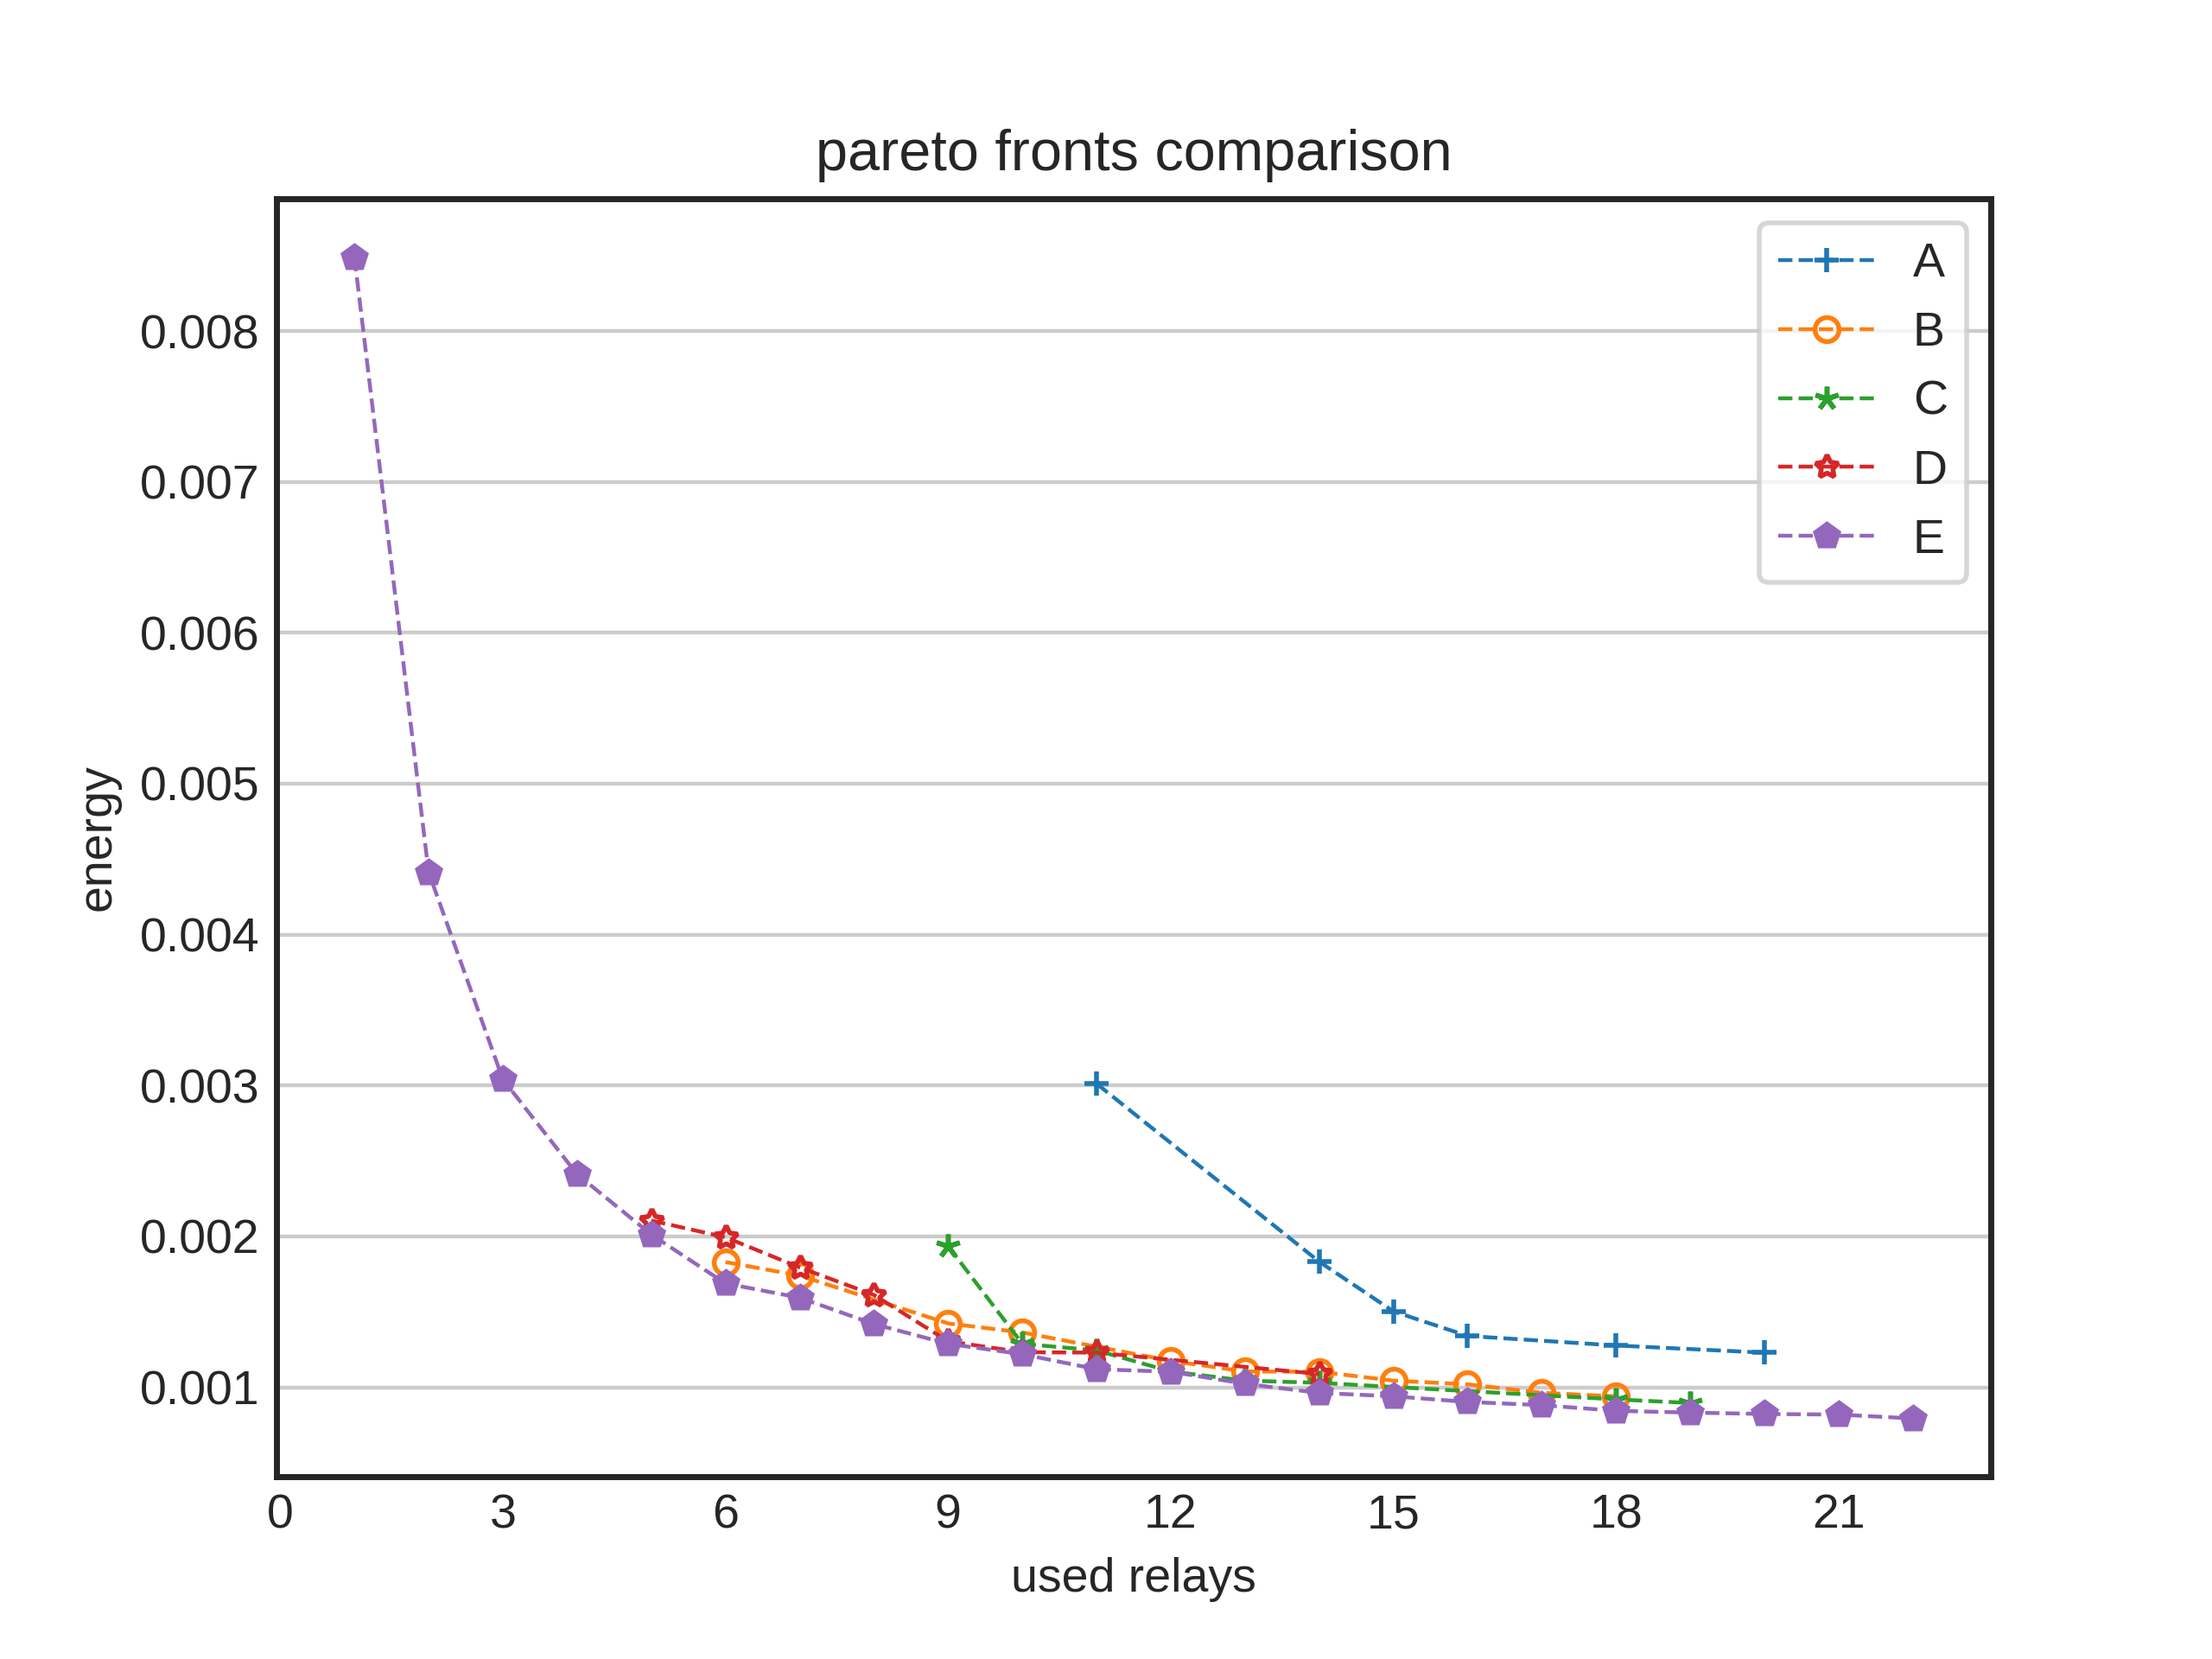 pareto fronts comparison
A
B
C
D
E
0.008
0.007
0.006
0.005
0.004
0.003
0.002
0.001
energy
0 3 6 9 12 15 18 21
used relays